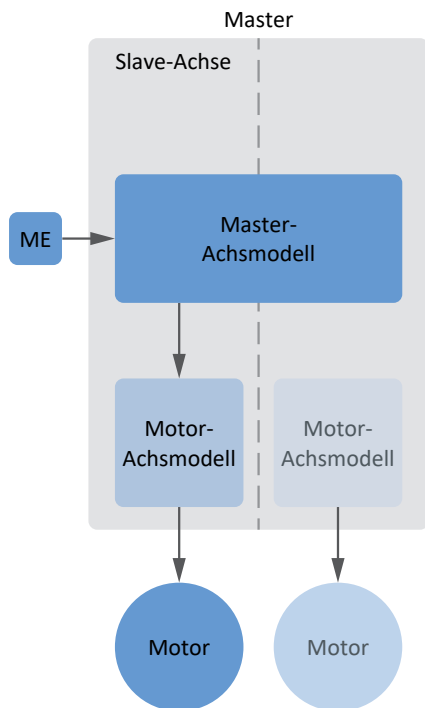 Master
Slave-Achse
ME
Master-
Achsmodell
Motor-
Achsmodell
Motor-
Achsmodell
Motor
Motor